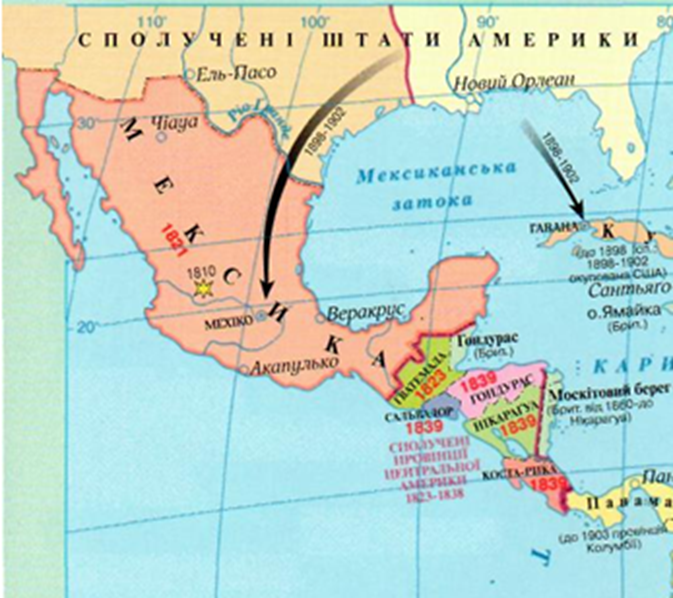 110°
100°
90°
80
СПОЛУЧЕНІ ШТАТИ АМЕРИКИ
Ель-Пасо
Новий Орлеан
30°
Чіауа
Ріо
1898-1902
1898-1902
Мексиканська
затока
МЕКСИКА
1821
1810
ГАВАНА
К У
(до 1898
1898-1902
окупована США)
Сантьяго
о.Ямайка
(Брит.)
20°
МЕХІКО
Веракрус
Акапулько
Гондурас
(Брит.)
КАРИ
ГВАТЕМАЛА
1823
1839
ГОНДУРАС
Москітовий берег
(Брит. від 1860-до
Нікарагуа)
САЛЬВАДОР
1839
НІКАРАГУА
1839
СПОЛУЧЕНІ
ПРОВІНЦІЇ
ЦЕНТРАЛЬНОЇ
АМЕРИКИ
1823-1838
КОСТА-РИКА
1839
Пан
Панама
(до 1903 провінція
Колумбії)
Т